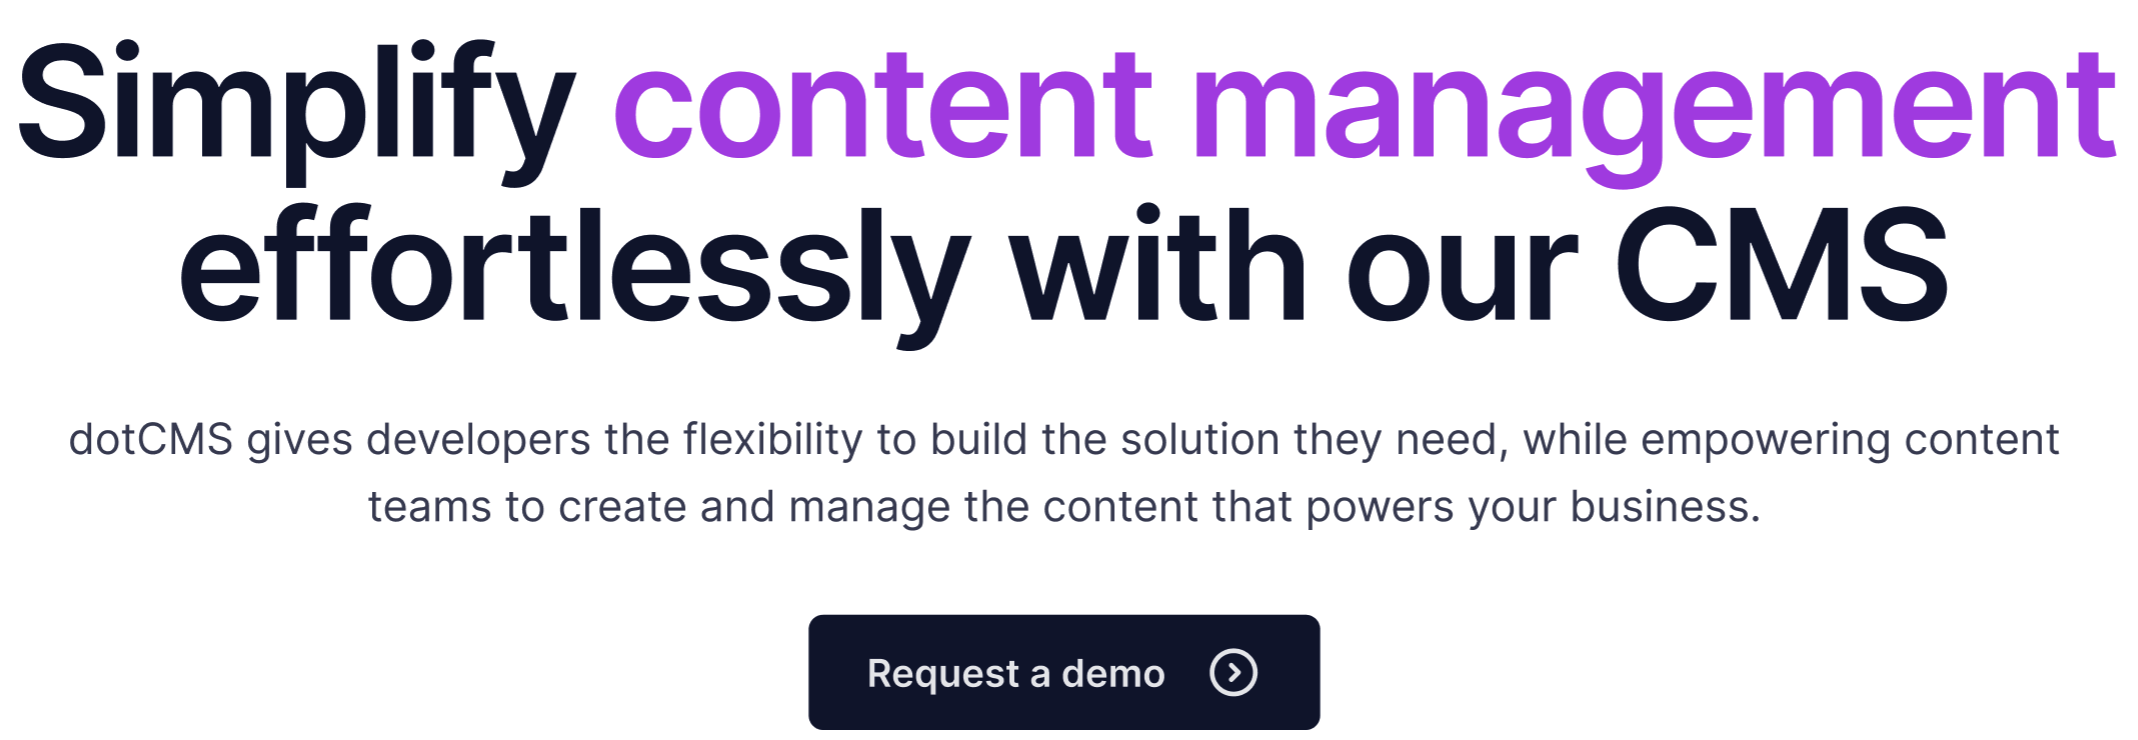 Simplify content management
effortlessly with our CMS
dotCMS gives developers the flexibility to build the solution they need, while empowering content
teams to create and manage the content that powers your business.
Request a demo